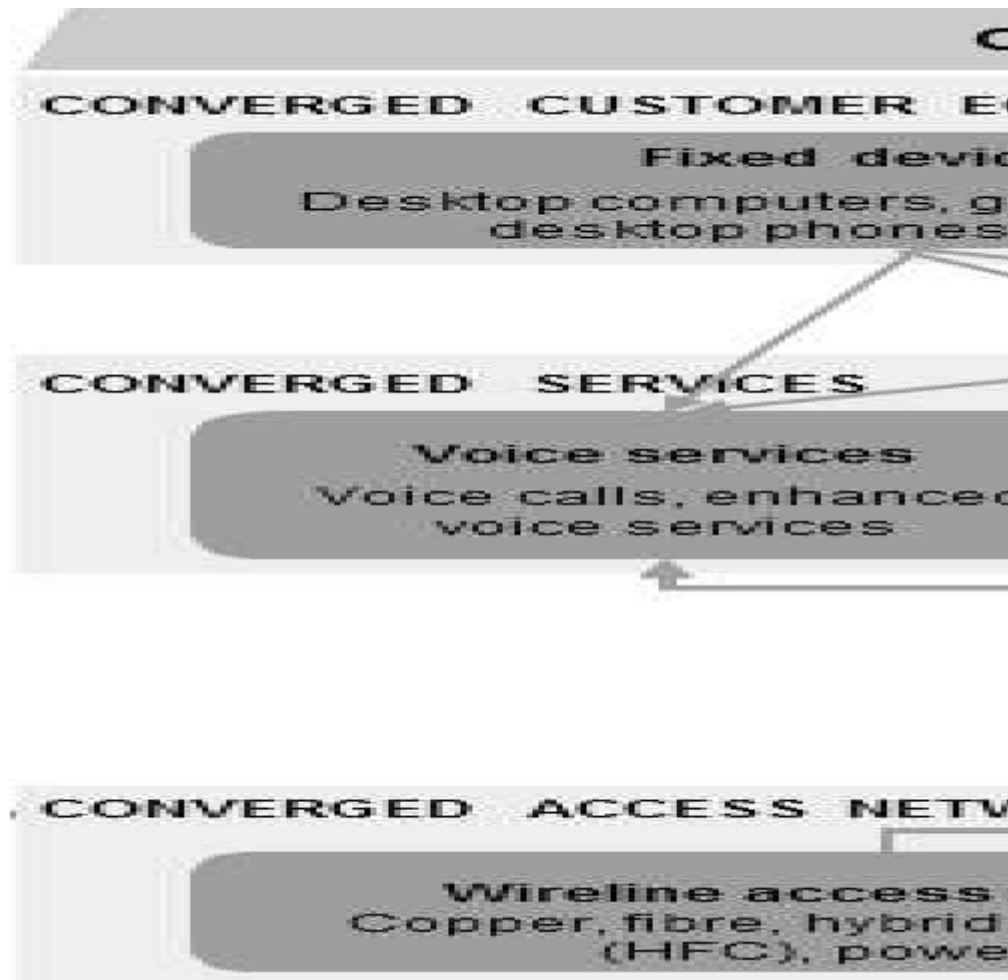 CONVERGED CUSTOMER
Fixed
Desktop computers,
desktop phones
CONVERGED SERVICES
Voice services
Voice calls, enhanced
voice services
CONVERGED ACCESS
Wireline access
Copper, fibre, hybrid
(HFC),